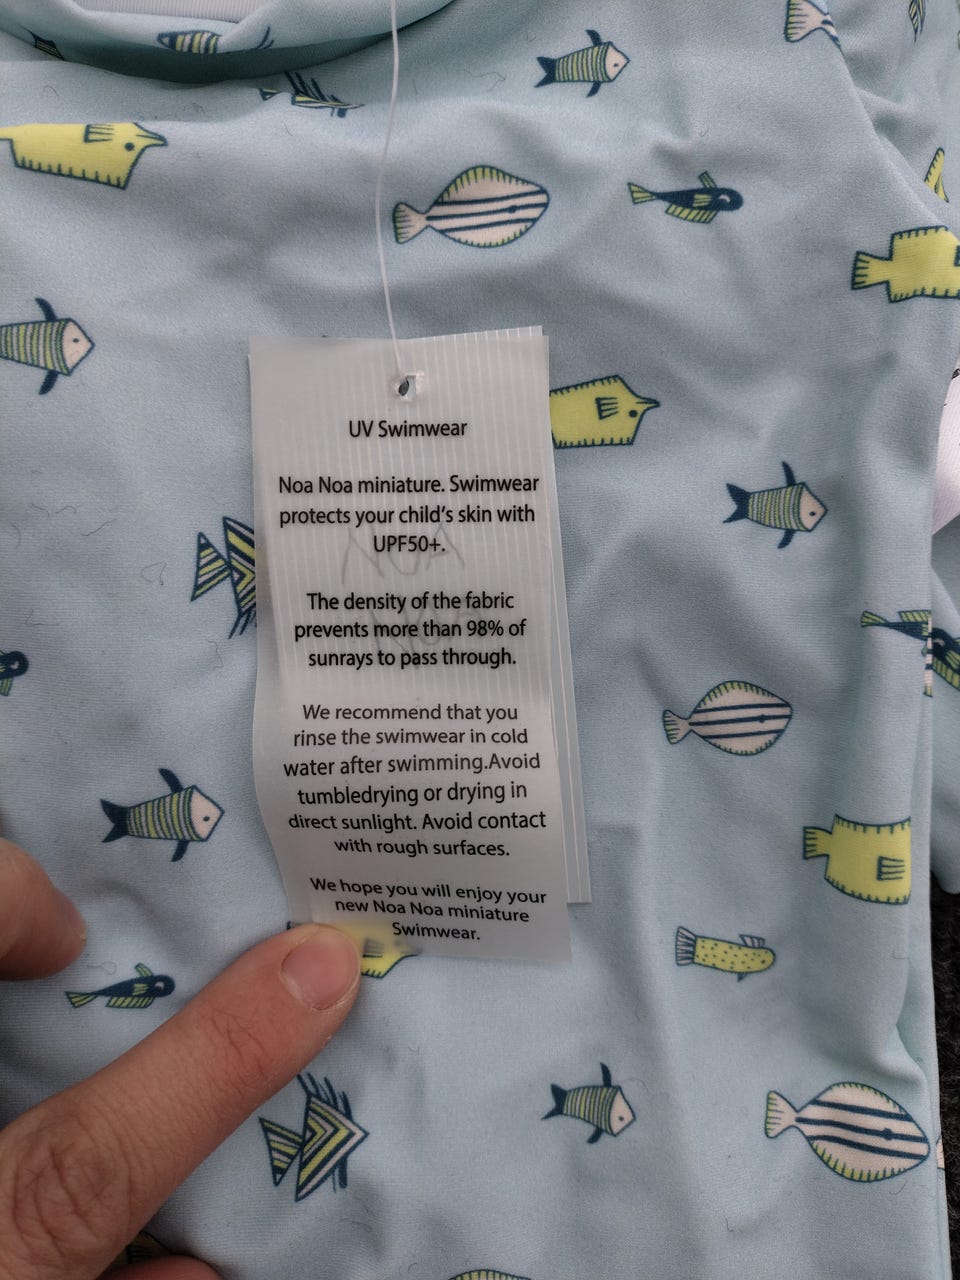 UV Swimwear
Noa Noa miniature. Swimwear
protects your child's skin with
UPF50+.
The density of the fabric
prevents more than 98% of
sunrays to pass through.
We recommend that you
rinse the swimwear in cold
water after swimming.Avoid
tumbledrying or drying in
direct sunlight. Avoid contact
with rough surfaces.
We hope you will enjoy your
new Noa Noa miniature
Swimwear.